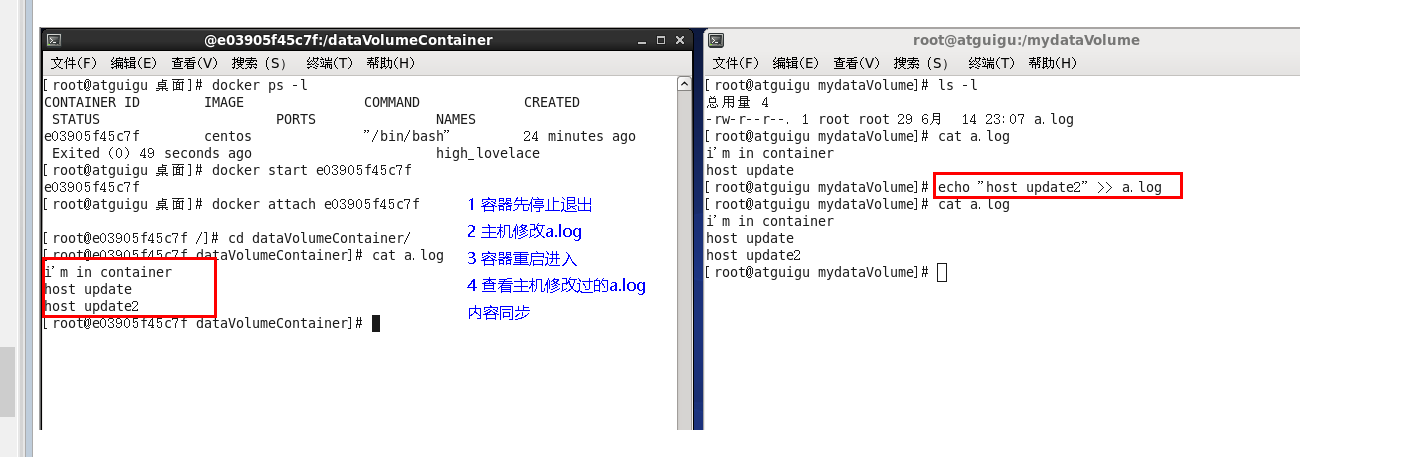 @e03905f45c7f:/dataVolumeContainer
文件(F) 编辑(E) 查看(V) 搜索 (S) 终端(T) 帮助(H)
[root@atguigu 桌面]# docker ps -l
CONTAINER ID IMAGE COMMAND CREATED
STATUS PORTS NAMES
e03905f45c7f centos "/bin/bash" 24 minutes ago
Exited (0) 49 seconds ago high_lovelace
[root@atguigu 桌面]# docker start e03905f45c7f
e03905f45c7f
[root@atguigu 桌面]# docker attach e03905f45c7f
[root@e03905f45c7f /]# cd dataVolumeContainer/
[root@e03905f45c7f dataVolumeContainer]# cat a.log
i'm in container
host update
host update2
[root@e03905f45c7f dataVolumeContainer]#
1 容器先停止退出
2 主机修改a.log
3 容器重启进入
4 查看主机修改过的a.log
内容同步
root@atguigu:/mydataVolume
文件(F) 编辑(E) 查看(V) 搜索 (S) 终端(T) 帮助(H)
[root@atguigu mydataVolume]# ls -l
总用量 4
-rw-r--r--. 1 root root 29 6月 14 23:07 a.log
[root@atguigu mydataVolume]# cat a.log
i'm in container
host update
[root@atguigu mydataVolume]# echo "host update2" >> a.log
[root@atguigu mydataVolume]# cat a.log
i'm in container
host update
host update2
[root@atguigu mydataVolume]#